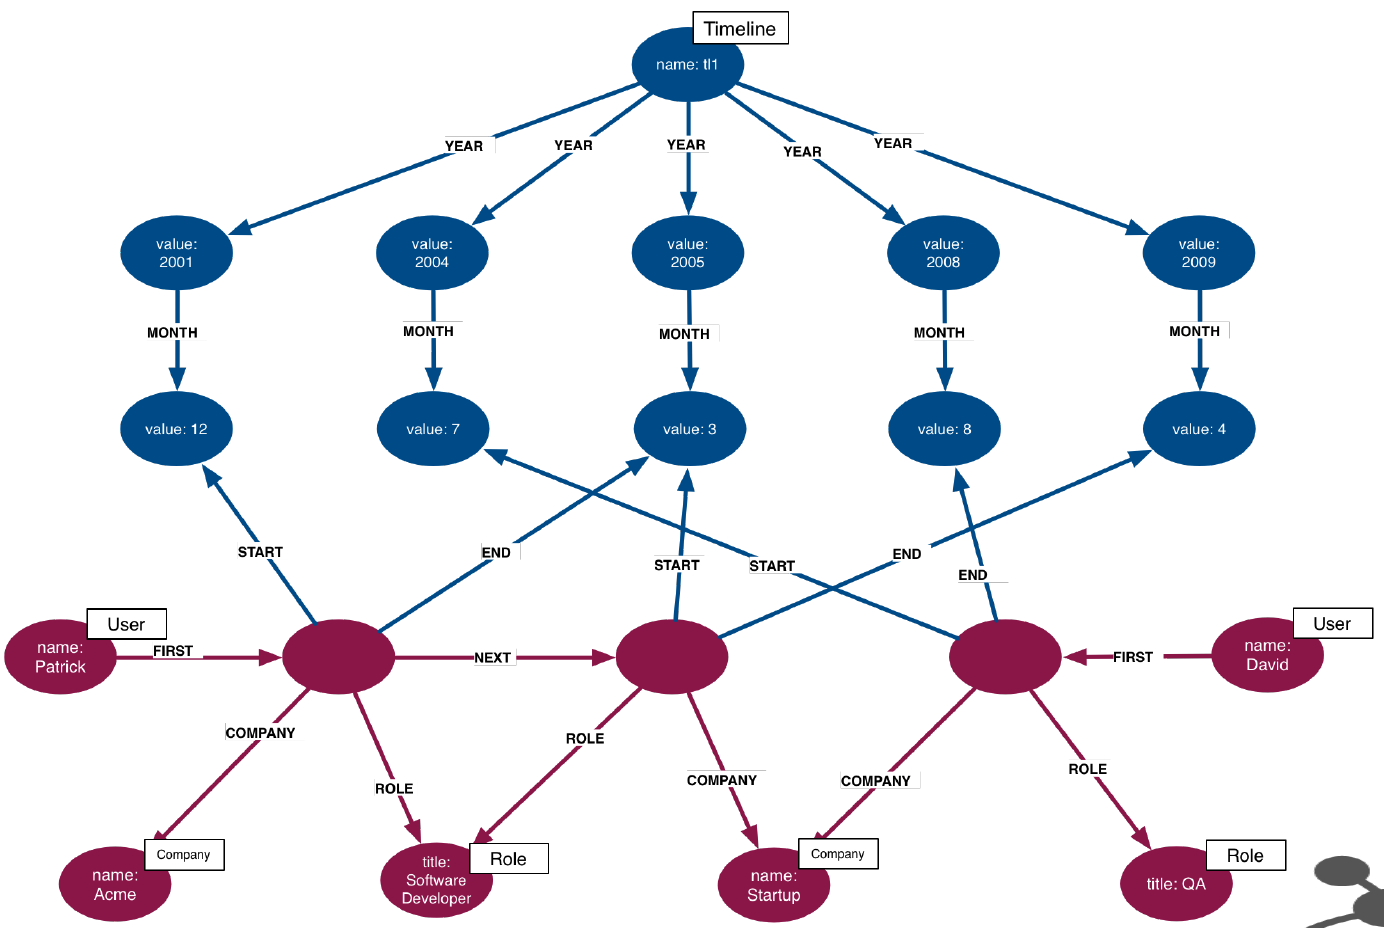 Timeline
name: tl1
YEAR
YEAR
YEAR
YEAR
YEAR
value:
2001
value:
2004
value:
2005
value:
2008
value:
2009
MONTH
MONTH
MONTH
MONTH
MONTH
value: 12
value: 7
value: 3
value: 8
value: 4
START
END
START
START
END
END
User
name:
Patrick
FIRST
NEXT
FIRST
User
name:
David
COMPANY
ROLE
ROLE
COMPANY
COMPANY
ROLE
Company
name:
Acme
Role
title:
Software
Developer
Company
name:
Startup
Role
title: QA